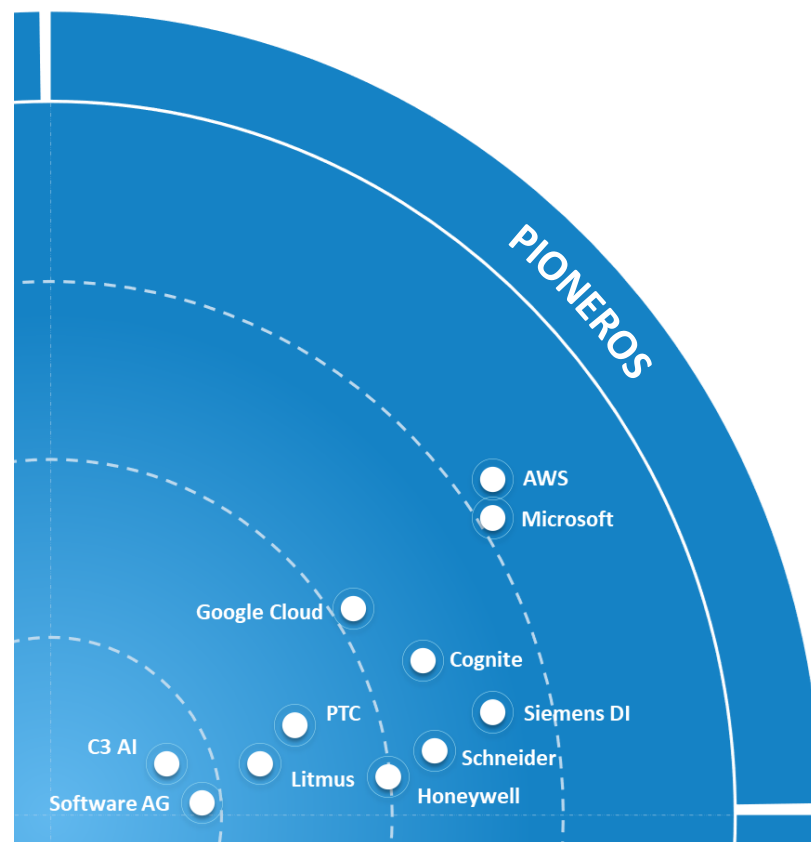 PIONEROS
AWS
Microsoft
Google Cloud
Cognite
PTC
Siemens DI
C3 AI
Schneider
Litmus
Honeywell
Software AG